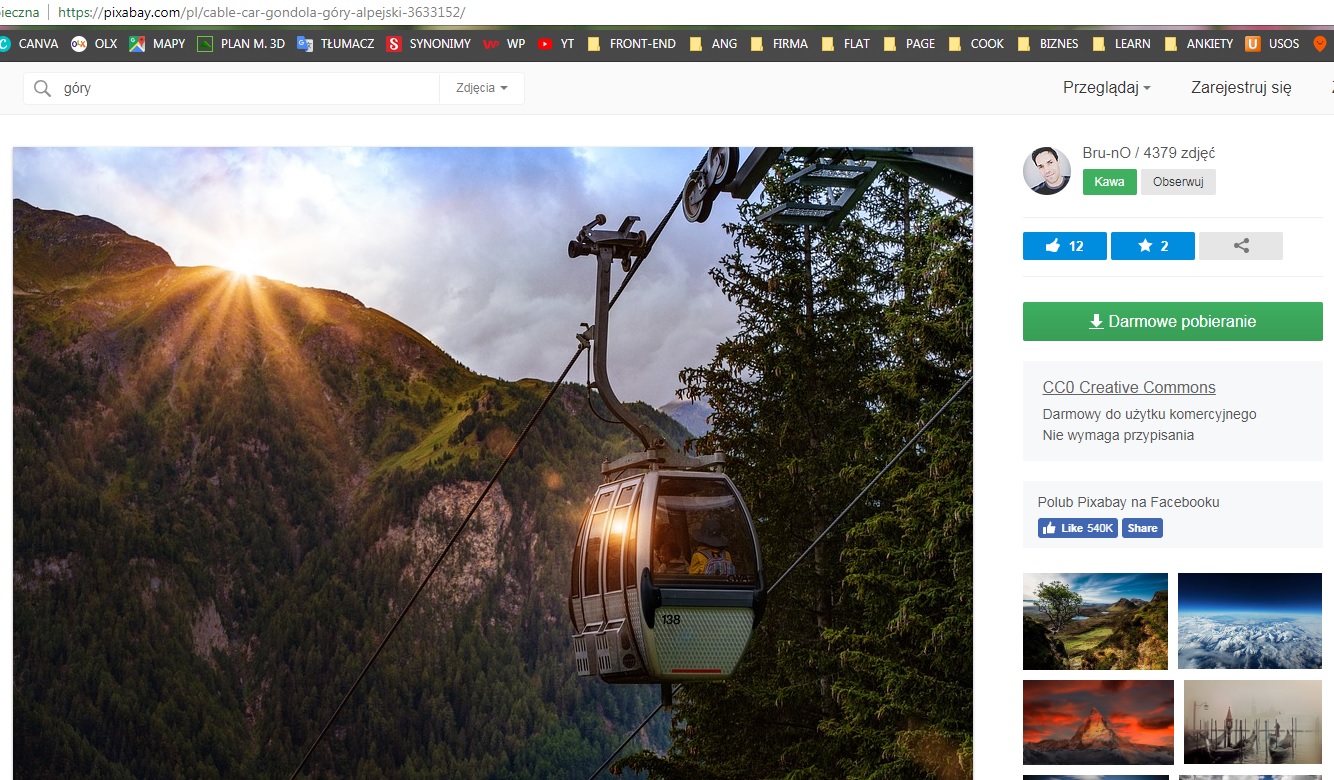 ieczna | https://pixabay.com/pl/cable-car-gondola-góry-alpejski-3633152/
CANVA OLX MAPY PLAN M. 3D TŁUMACZ SYNONIMY WP YT FRONT-END ANG FIRMA FLAT PAGE COOK BIZNES LEARN ANKIETY USOS
góry Zdjęcia Przeglądaj Zarejestruj się
Bru-nO / 4379 zdjęć
Kawa Obserwuj
12 2
Darmowe pobieranie
CC0 Creative Commons
Darmowy do użytku komercyjnego
Nie wymaga przypisania
Polub Pixabay na Facebooku
Like 540K Share
138